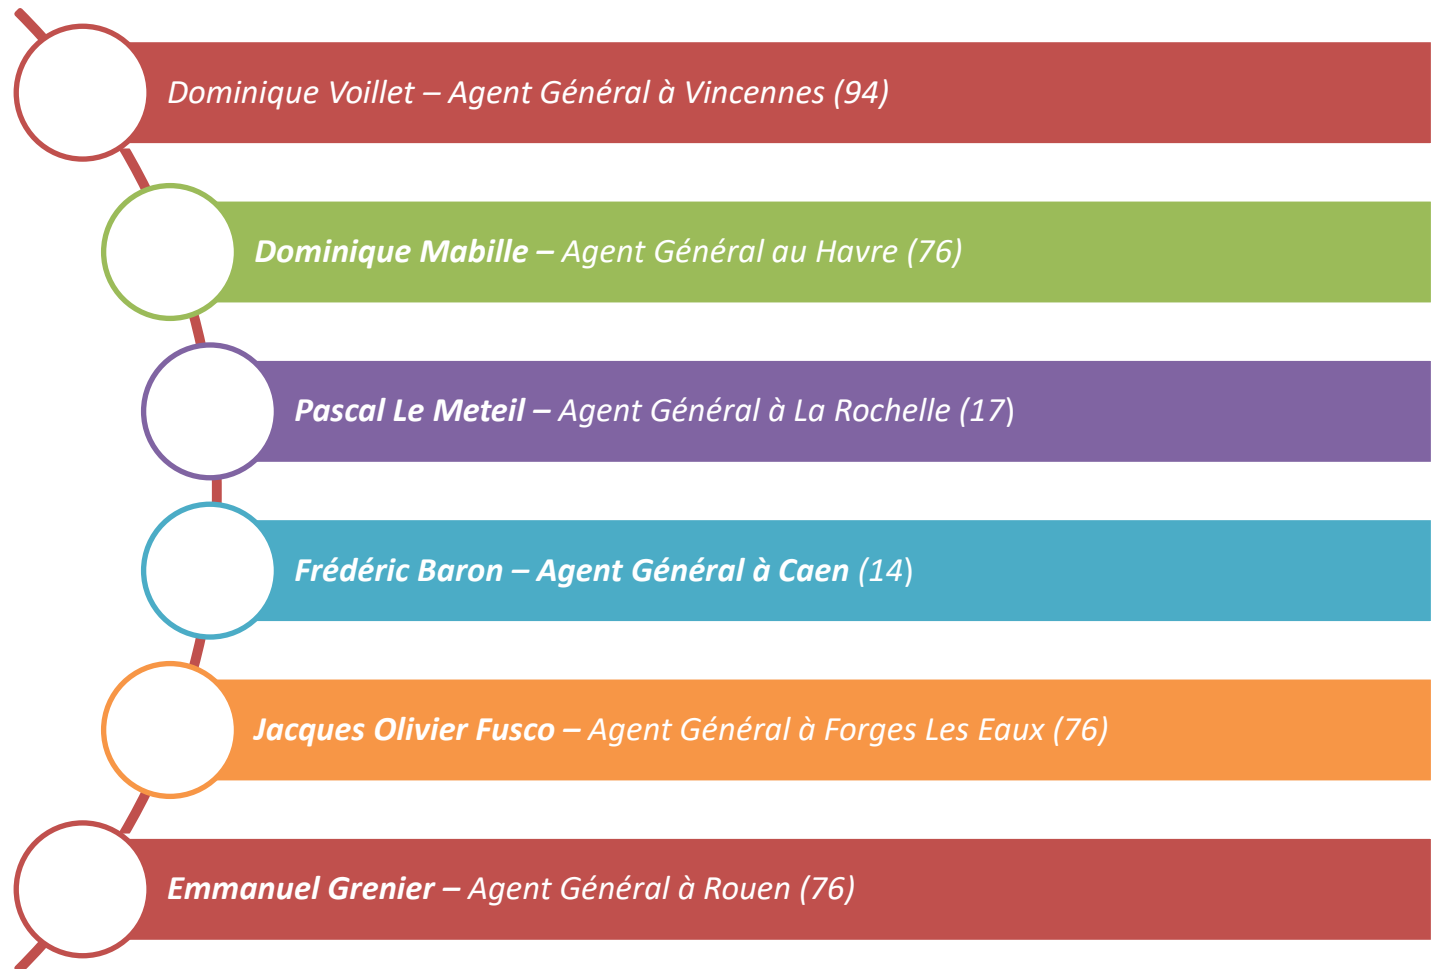 Dominique Voillet – Agent Général à Vincennes (94)
Dominique Mabille – Agent Général au Havre (76)
Pascal Le Meteil – Agent Général à La Rochelle (17)
Frédéric Baron – Agent Général à Caen (14)
Jacques Olivier Fusco – Agent Général à Forges Les Eaux (76)
Emmanuel Grenier – Agent Général à Rouen (76)